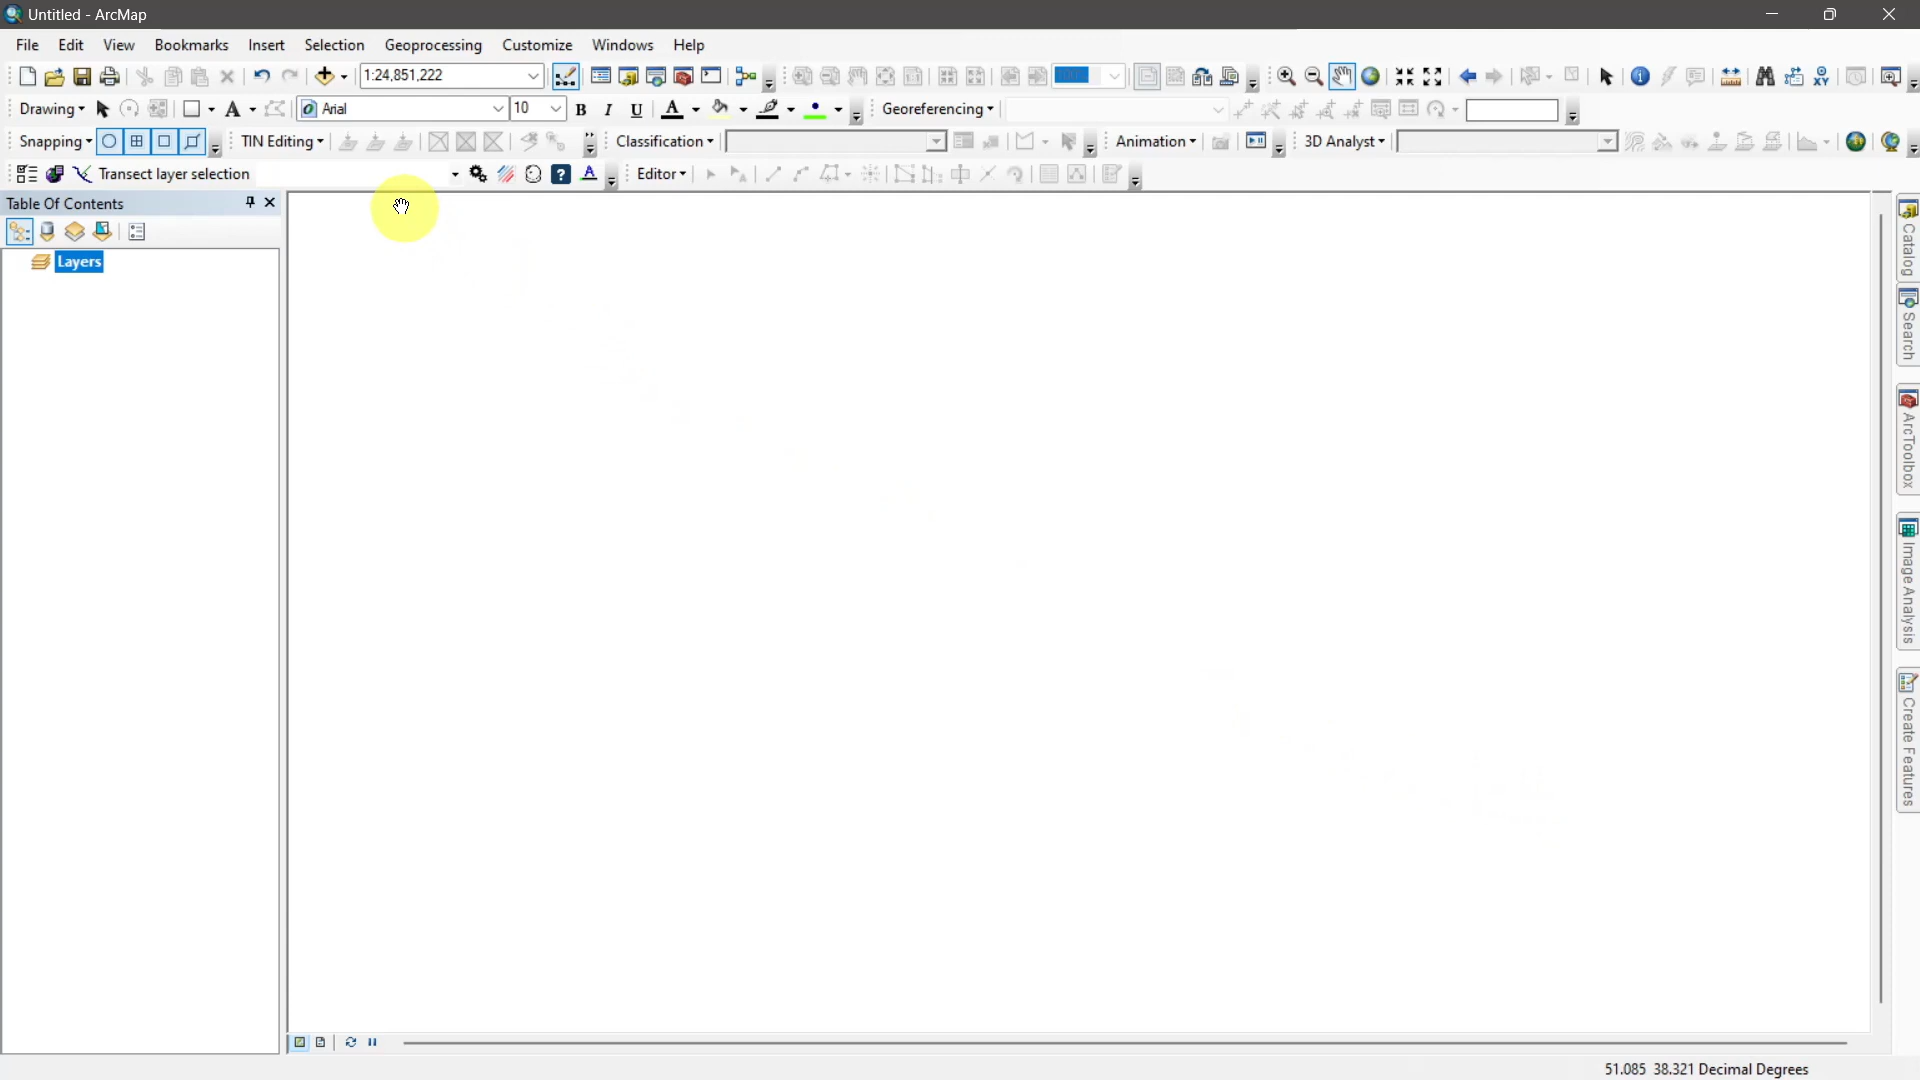 Untitled - ArcMap
File Edit View Bookmarks Insert Selection Geoprocessing Customize Windows Help
1:24,851,222
Drawing Arial 10 B I U A Georeferencing
Snapping TIN Editing Classification Animation 3D Analyst
Transect layer selection Editor
Table Of Contents
Layers
Catalog
Search
ArcToolbox
Image Analysis
Create Features
51.085 38.321 Decimal Degrees